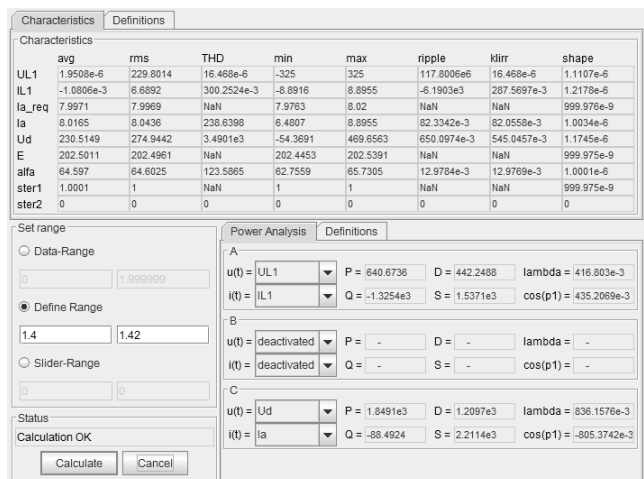 Characteristics Definitions
Characteristics
avg rms THD min max ripple klirr shape
UL1 1.9508e-6 229.8014 16.468e-6 -325 325 117.8006e6 16.468e-6 1.1107e-6
IL1 -1.0806e-3 6.6892 300.2524e-3 -8.8916 8.8955 -6.1903e3 287.5697e-3 1.2178e-6
Ia_req 7.9971 7.9969 NaN 7.9763 8.02 NaN NaN 999.976e-9
Ia 8.0165 8.0436 238.6398 6.4807 8.8955 82.3342e-3 82.0558e-3 1.0034e-6
Ud 230.5149 274.9442 3.4901e3 -54.3691 469.6563 650.0974e-3 545.0457e-3 1.1745e-6
E 202.5011 202.4961 NaN 202.4453 202.5391 NaN NaN 999.975e-9
alfa 64.597 64.6025 123.5865 62.7559 65.7305 12.9784e-3 12.9769e-3 1.0001e-6
ster1 1.0001 1 NaN 1 1 NaN NaN 999.975e-9
ster2 0 0 0 0 0 0 0 0
Set range
Data-Range
0 1.999999
Define Range
1.4 1.42
Slider-Range
0 0
Status
Calculation OK
Calculate Cancel
Power Analysis Definitions
A
u(t) = UL1 P = 640.6736 D = 442.2488 lambda = 416.803e-3
i(t) = IL1 Q = -1.3254e3 S = 1.5371e3 cos(p1) = 435.2069e-3
B
u(t) = deactivated P = - D = - lambda = -
i(t) = deactivated Q = - S = - cos(p1) = -
C
u(t) = Ud P = 1.8491e3 D = 1.2097e3 lambda = 836.1576e-3
i(t) = Ia Q = -88.4924 S = 2.2114e3 cos(p1) = -805.3742e-3